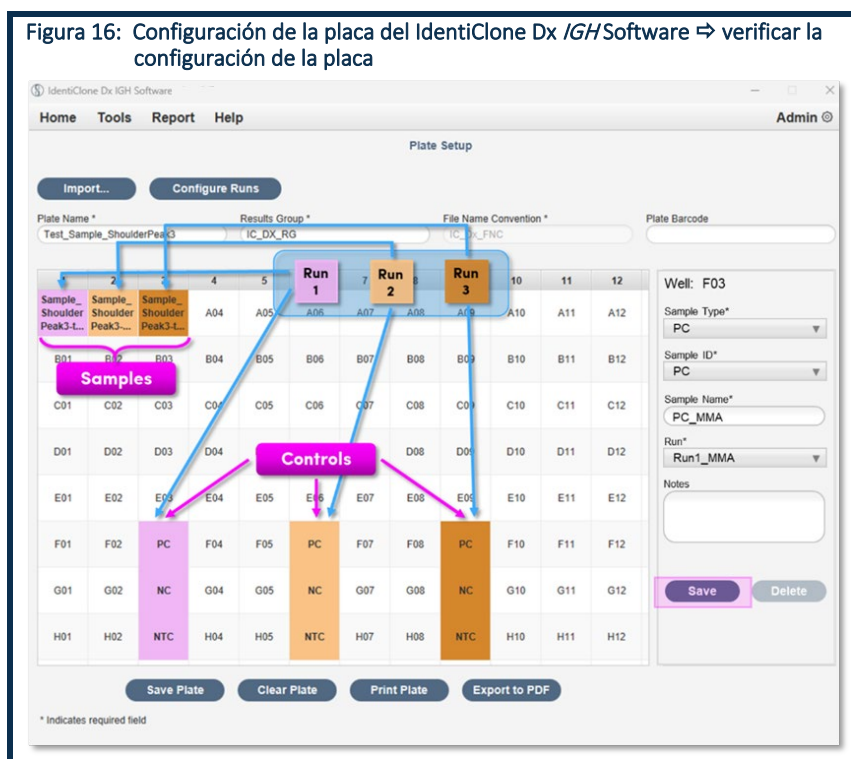 Figura 16: Configuración de la placa del IdentiClone Dx IGH Software ⇨ verificar la
configuración de la placa
IdentiClone Dx IGH Software
Home Tools Report Help Admin
Plate Setup
Import... Configure Runs
Plate Name * Results Group * File Name Convention * Plate Barcode
Test_Sample_ShoulderPeak3 IC_DX_RG IC_Dx_FNC
Run 1 Run 2 Run 3
2 4 5 7 10 11 12
Sample_ Sample_ Sample_
Shoulder Shoulder Shoulder
Peak3-t... Peak3-... Peak3-t...
A04 A05 A06 A07 A08 A09 A10 A11 A12
B01 B02 B03 B04 B05 B06 B07 B08 B09 B10 B11 B12
Samples
C01 C02 C03 C04 C05 C06 C07 C08 C09 C10 C11 C12
D01 D02 D03 D04 D08 D09 D10 D11 D12
Controls
E01 E02 E03 E04 E05 E06 E07 E08 E09 E10 E11 E12
F01 F02 PC F04 F05 PC F07 F08 PC F10 F11 F12
G01 G02 NC G04 G05 NC G07 G08 NC G10 G11 G12
H01 H02 NTC H04 H05 NTC H07 H08 NTC H10 H11 H12
Well: F03
Sample Type*
PC
Sample ID*
PC
Sample Name*
PC_MMA
Run*
Run1_MMA
Notes
Save Delete
Save Plate Clear Plate Print Plate Export to PDF
* Indicates required field